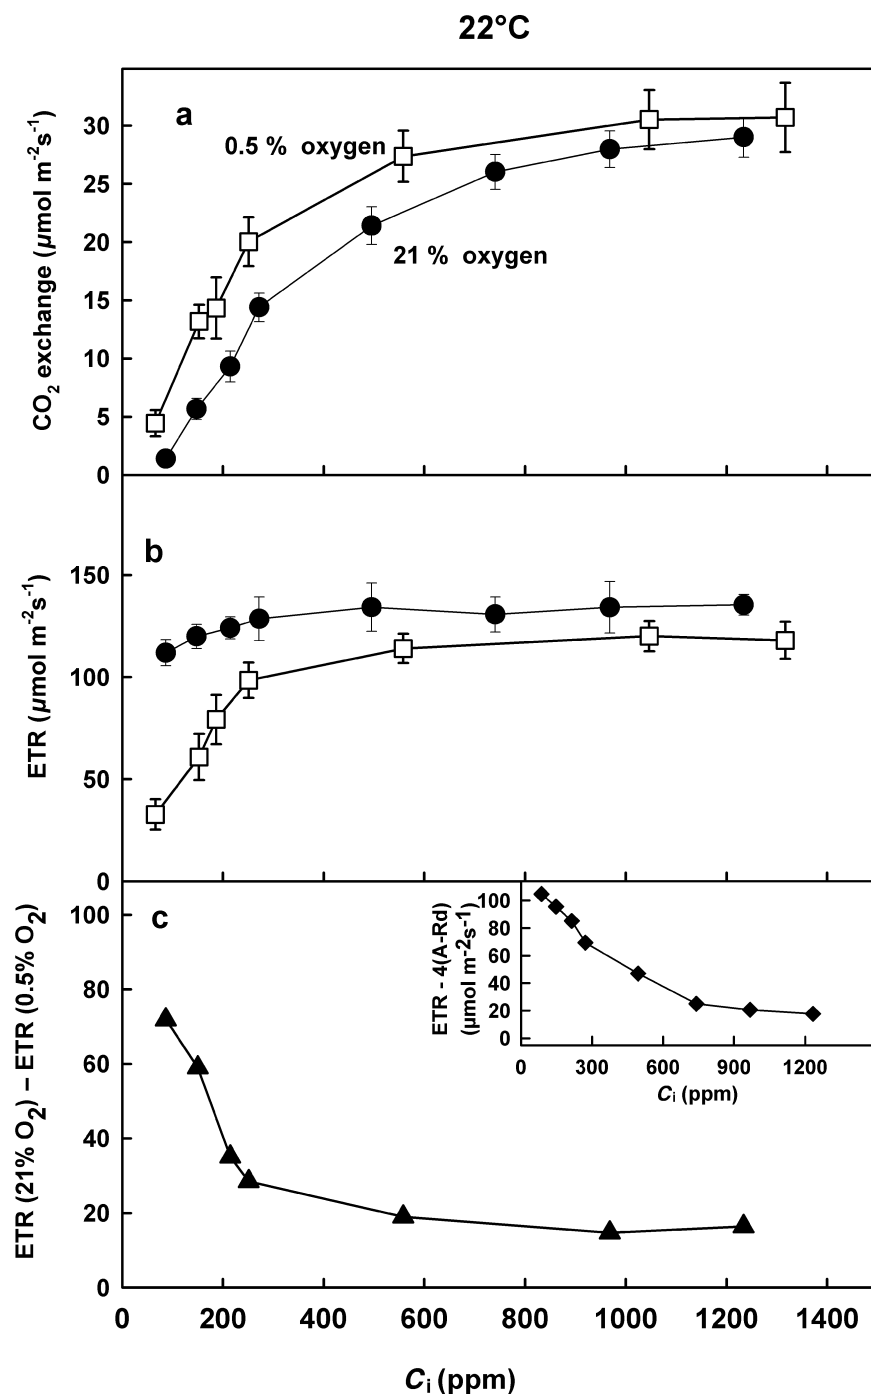 22°C
a
0.5 % oxygen
21 % oxygen
CO2 exchange (µmol m-2s-1)
30
25
20
15
10
5
0
b
ETR (µmol m-2s-1)
150
100
50
0
c
ETR (21% O2) – ETR (0.5% O2)
100
80
60
40
20
0
ETR - 4(A-Rd)
(µmol m-2s-1)
100
80
60
40
20
0
0 300 600 900 1200
Ci (ppm)
0 200 400 600 800 1000 1200 1400
Ci (ppm)